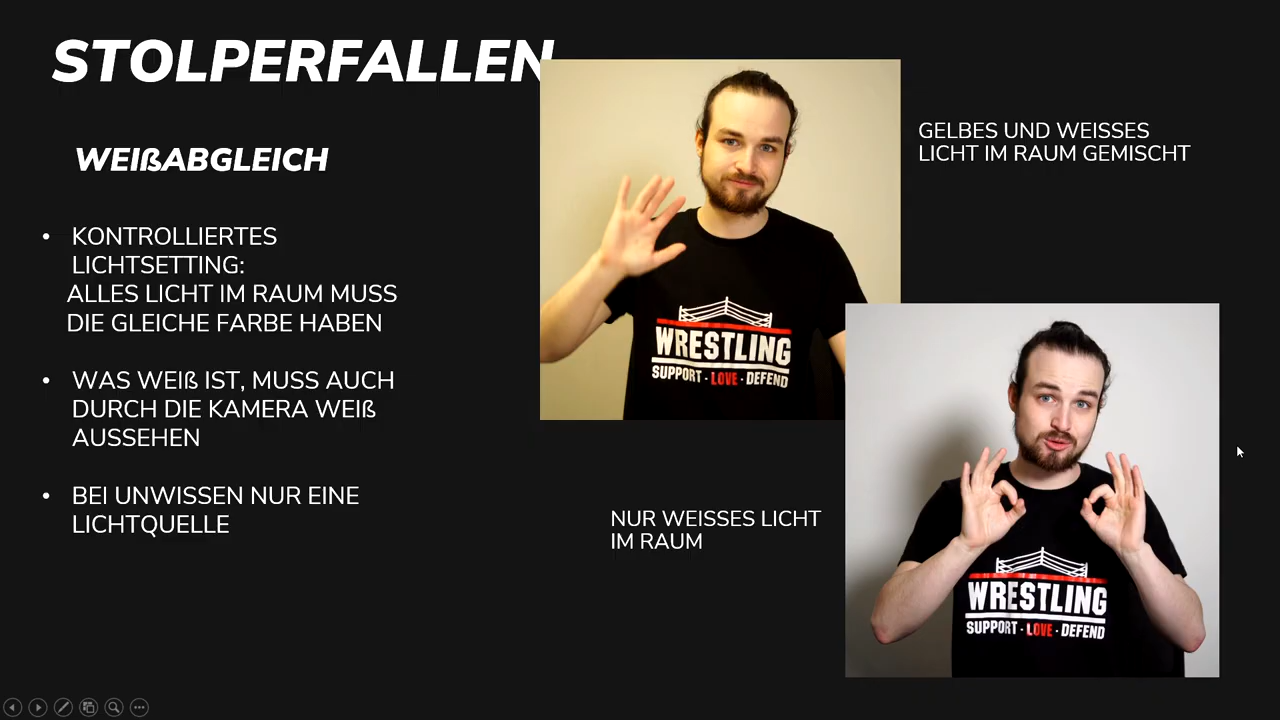 STOLPERFALLEN
WEIßABGLEICH
• KONTROLLIERTES
LICHTSETTING:
ALLES LICHT IM RAUM MUSS
DIE GLEICHE FARBE HABEN
• WAS WEIß IST, MUSS AUCH
DURCH DIE KAMERA WEIß
AUSSEHEN
• BEI UNWISSEN NUR EINE
LICHTQUELLE
GELBES UND WEISSES
LICHT IM RAUM GEMISCHT
WRESTLING
SUPPORT · LOVE · DEFEND
NUR WEISSES LICHT
IM RAUM
WRESTLING
SUPPORT · LOVE · DEFEND